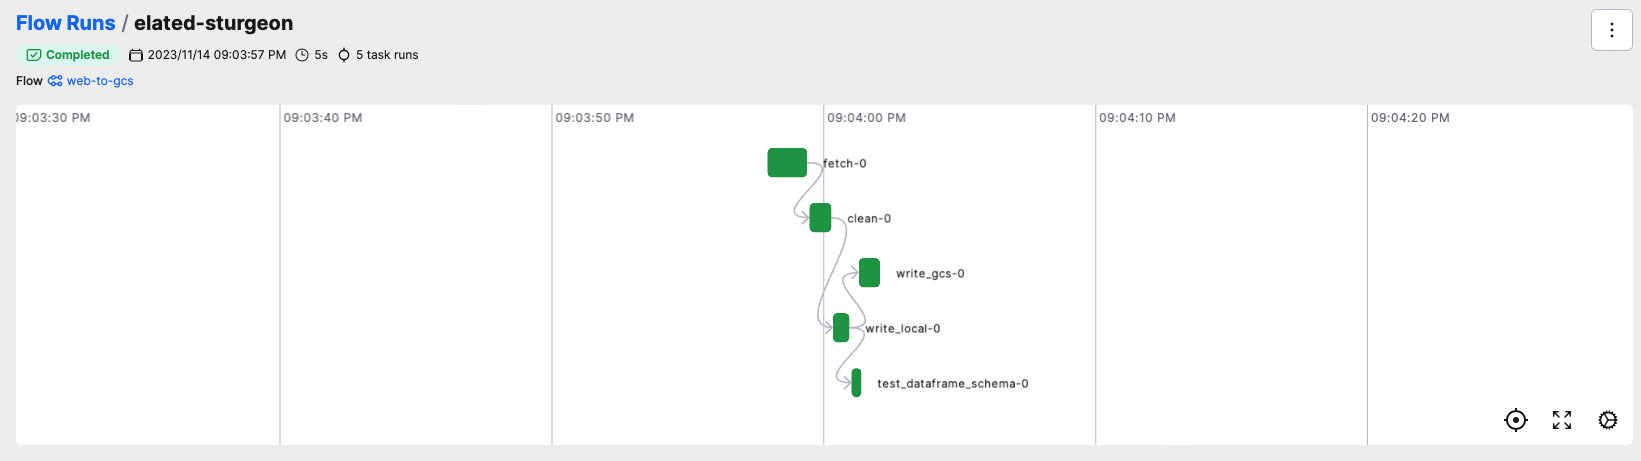 Flow Runs / elated-sturgeon
Completed 2023/11/14 09:03:57 PM 5s 5 task runs
Flow web-to-gcs
09:03:30 PM 09:03:40 PM 09:03:50 PM 09:04:00 PM 09:04:10 PM 09:04:20 PM
fetch-0
clean-0
write_gcs-0
write_local-0
test_dataframe_schema-0